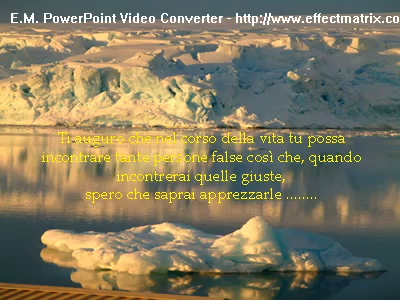 E.M. PowerPoint Video Converter - http://www.effectmatrix.co
Ti auguro che nel corso della vita tu possa
incontrare tante persone false così che, quando
incontrerai quelle giuste,
spero che saprai apprezzarle ........